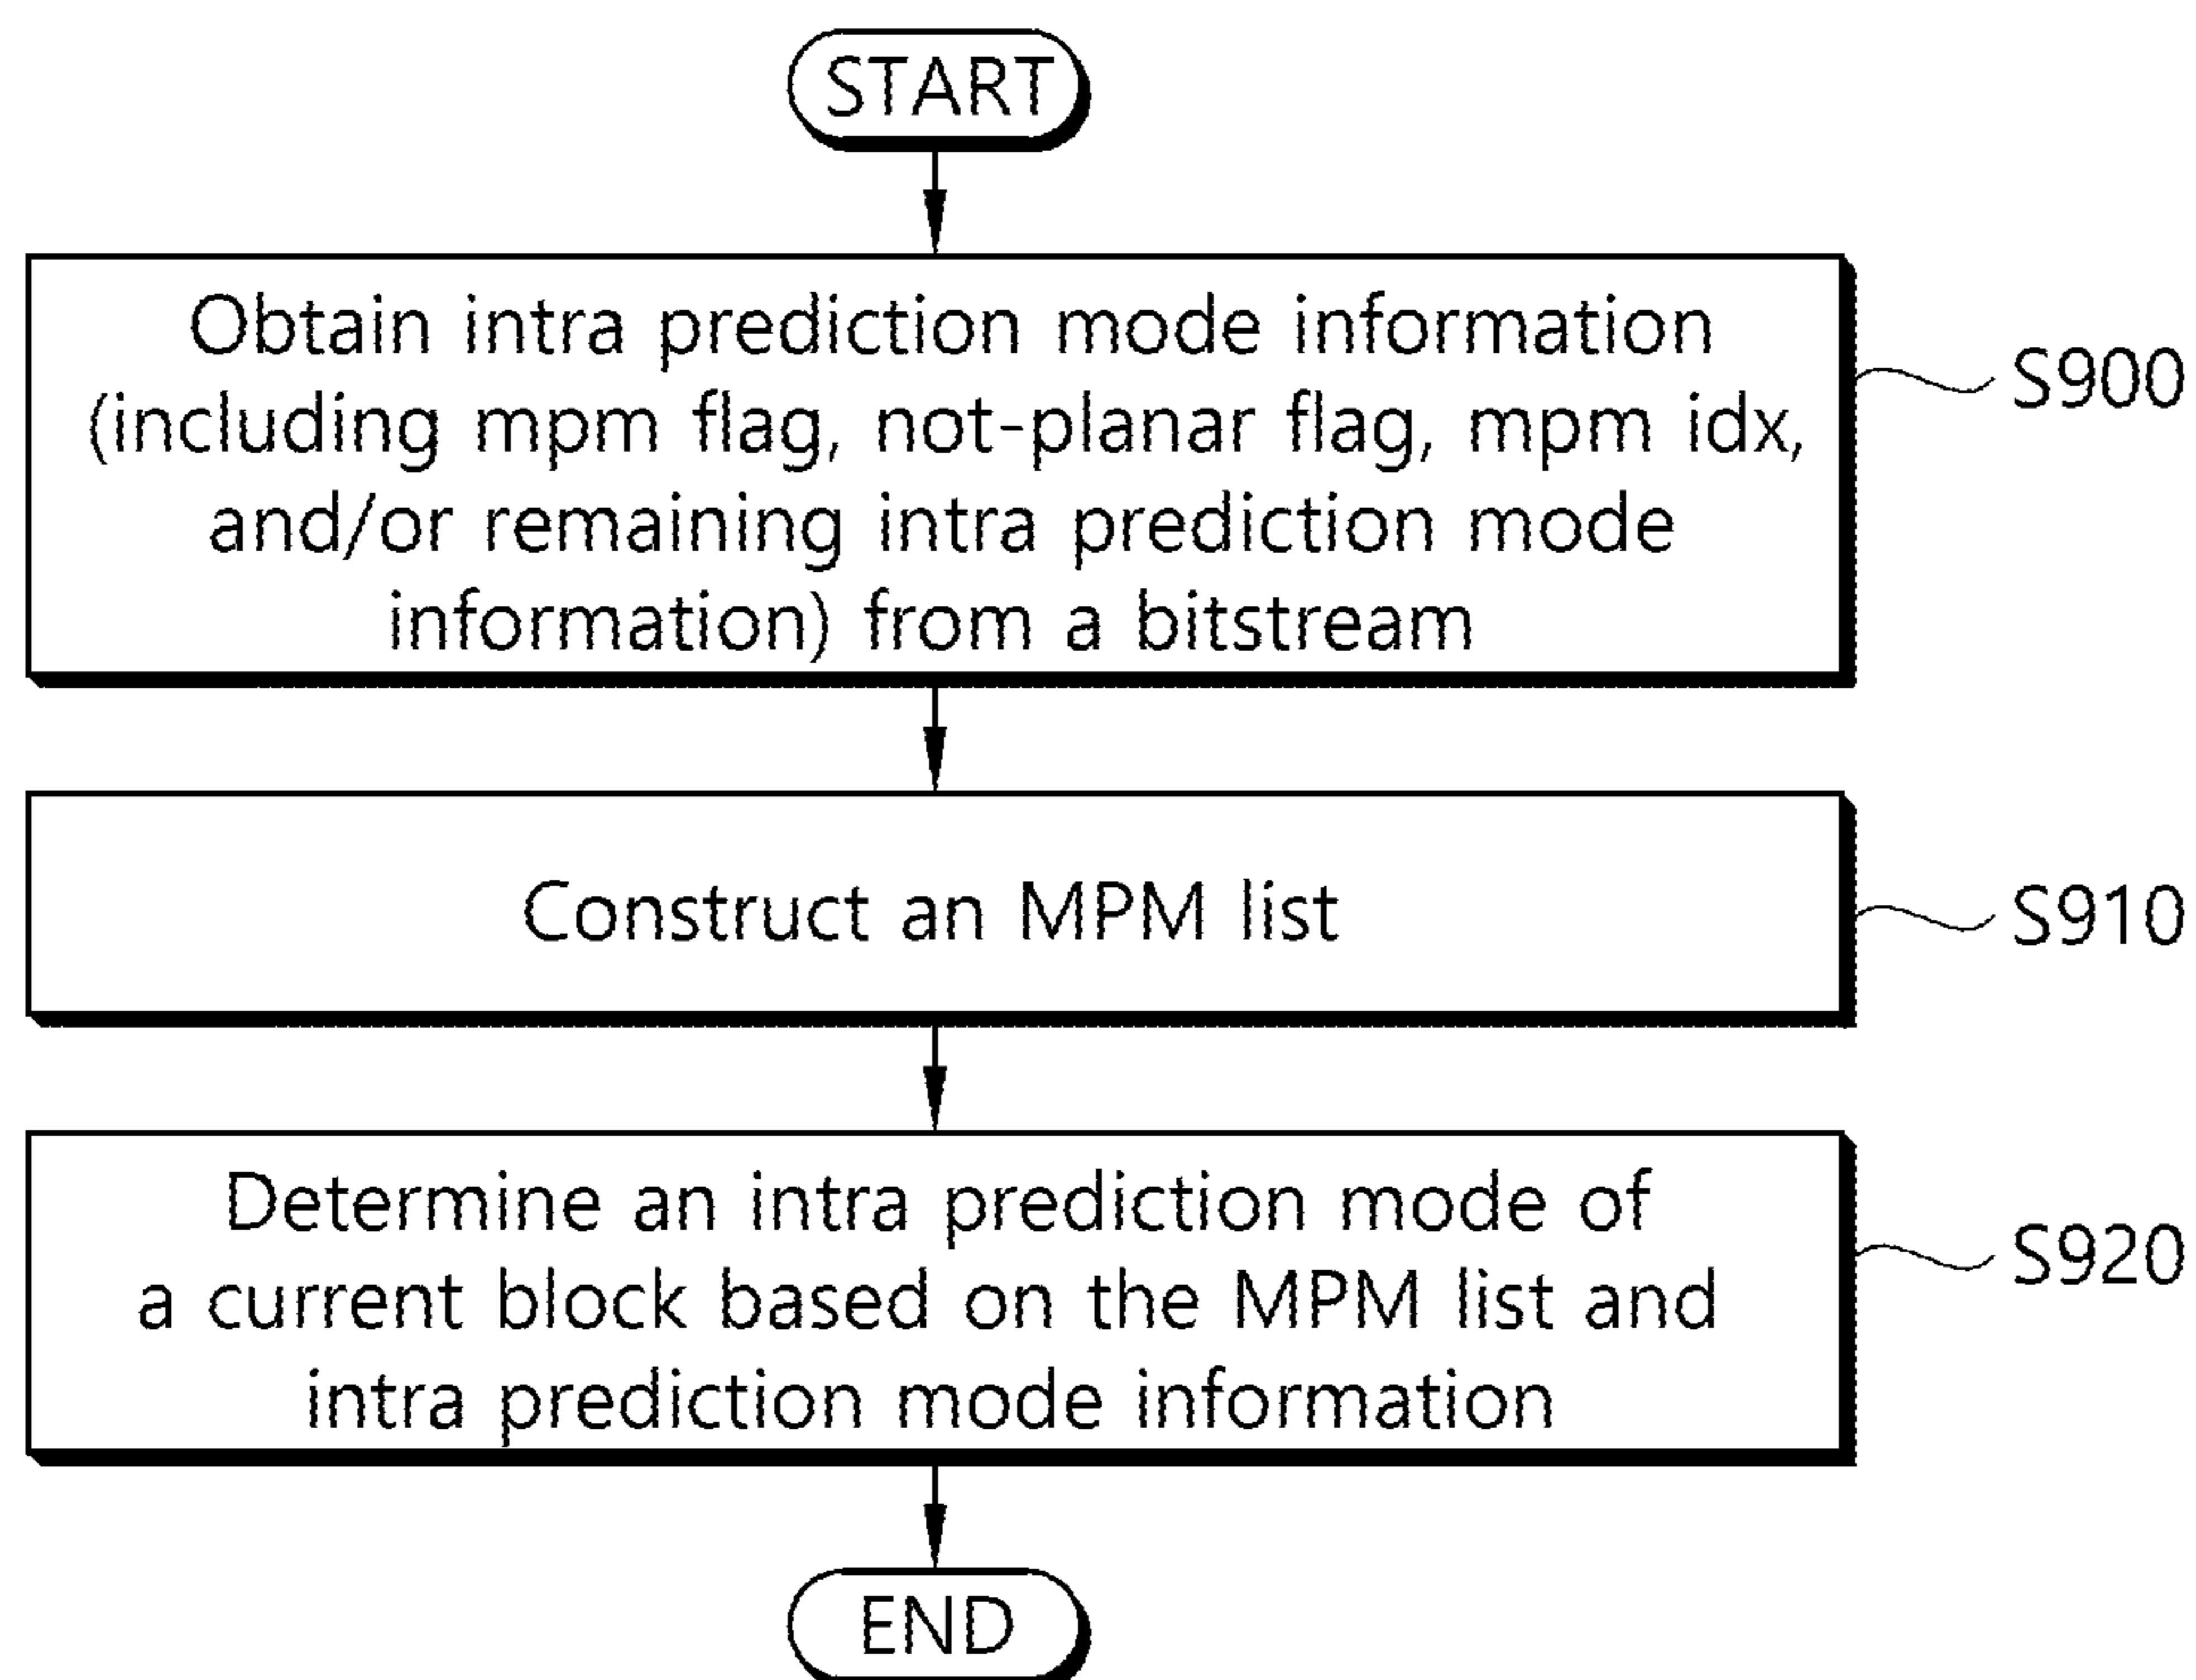 START
Obtain intra prediction mode information
(including mpm flag, not-planar flag, mpm idx,
and/or remaining intra prediction mode
information) from a bitstream
S900
Construct an MPM list
S910
Determine an intra prediction mode of
a current block based on the MPM list and
intra prediction mode information
S920
END